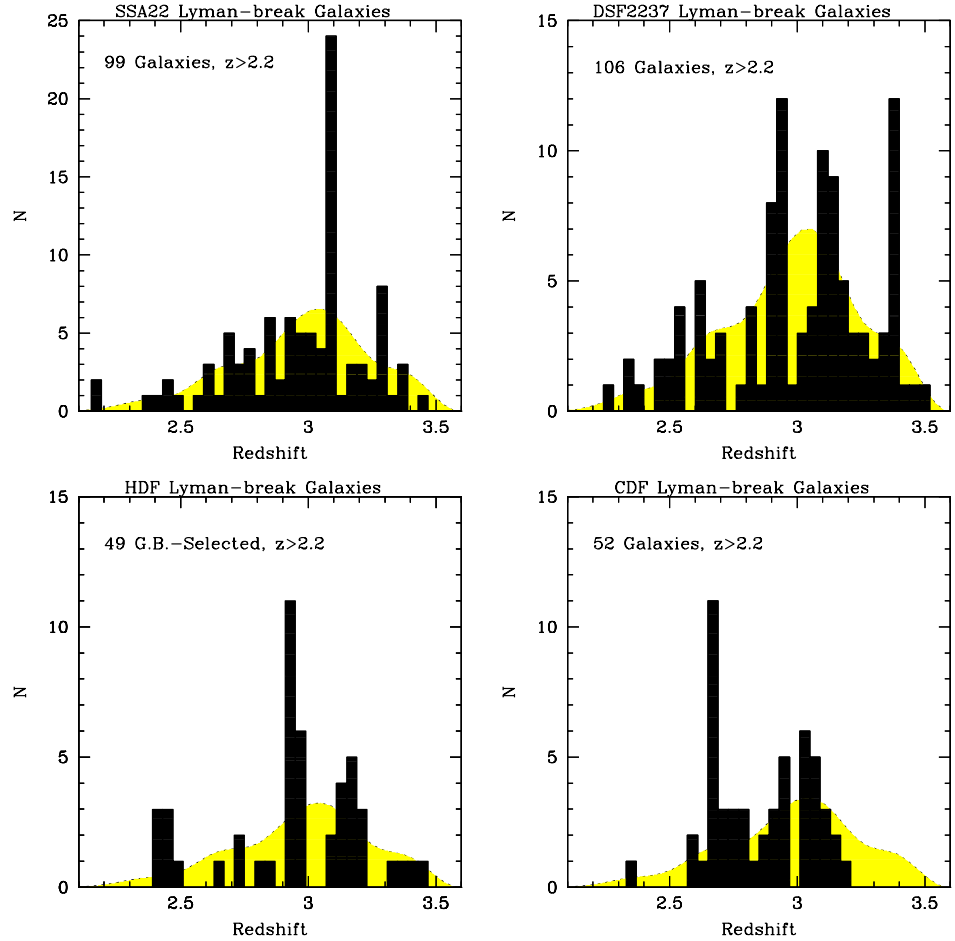 SSA22 Lyman-break Galaxies
99 Galaxies, z>2.2
25
20
15
10
5
0
N
2.5 3 3.5
Redshift
DSF2237 Lyman-break Galaxies
106 Galaxies, z>2.2
15
10
5
0
N
2.5 3 3.5
Redshift
HDF Lyman-break Galaxies
49 G.B.-Selected, z>2.2
15
10
5
0
N
2.5 3 3.5
Redshift
CDF Lyman-break Galaxies
52 Galaxies, z>2.2
15
10
5
0
N
2.5 3 3.5
Redshift